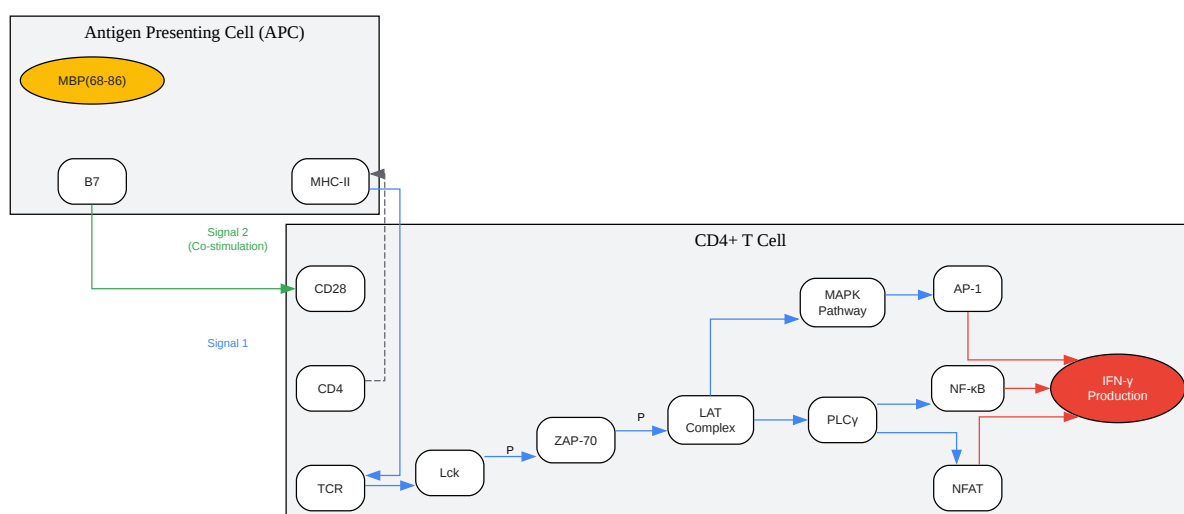 Antigen Presenting Cell (APC)
MBP(68-86)
B7
MHC-II
Signal 2
(Co-stimulation)
CD4+ T Cell
CD28
MAPK
Pathway
AP-1
Signal 1
CD4
NF-κB
IFN-γ
Production
LAT
Complex
PLCγ
P
ZAP-70
P
Lck
TCR
NFAT